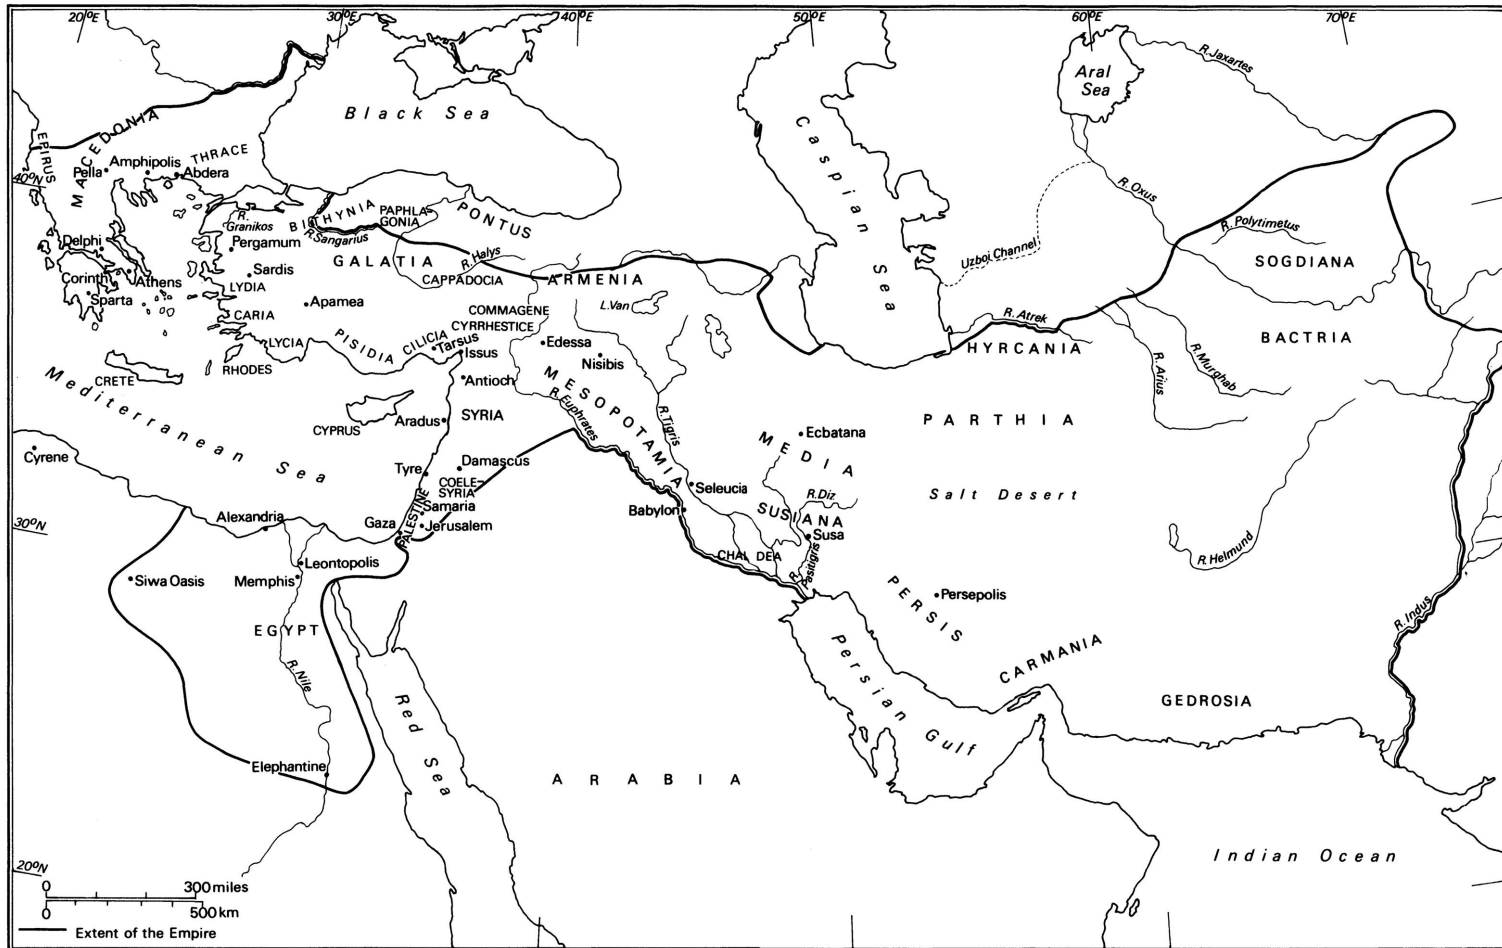 20°E
30°E
40°E
50°E
60°E
70°E
R. Jaxartes
Aral
Sea
Black Sea
Caspian Sea
MACEDONIA
EPIRUS
THRACE
Amphipolis
Pella
Abdera
40°N
R. Oxus
R.
Granikos
BITHYNIA
PAPHLA-
GONIA
PONTUS
R. Sangarius
R. Polytimetus
Delphi
Pergamum
Uzboi Channel
GALATIA
R. Halys
SOGDIANA
Corinth
Athens
Sardis
CAPPADOCIA
ARMENIA
Sparta
LYDIA
Apamea
COMMAGENE
L. Van
R. Atrek
CARIA
CYRRHESTICE
PISIDIA
CILICIA
BACTRIA
LYCIA
Tarsus
Issus
Edessa
Nisibis
HYRCANIA
R. Murghab
R. Arius
RHODES
CRETE
Antioch
MESOPOTAMIA
R. Euphrates
R. Tigris
Mediterranean Sea
CYPRUS
Aradus
SYRIA
PARTHIA
Ecbatana
MEDIA
Cyrene
Tyre
Damascus
COELE-
SYRIA
Seleucia
R. Diz
Salt Desert
PALESTINE
Samaria
Babylon
SUSIANA
Alexandria
Gaza
Jerusalem
30°N
Susa
CHALDEA
R. Pasitigris
R. Helmund
Leontopolis
Siwa Oasis
Memphis
PERSIS
Persepolis
R. Indus
EGYPT
R. Nile
CARMANIA
Persian Gulf
GEDROSIA
Red Sea
Elephantine
ARABIA
Indian Ocean
20°N
0
300 miles
0
500 km
Extent of the Empire